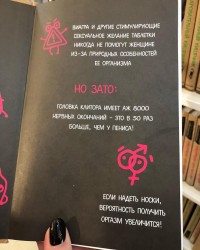 ВИАГРА И ДРУГИЕ СТИМУЛИРУЮЩИЕ
СЕКСУАЛЬНОЕ ЖЕЛАНИЕ ТАБЛЕТКИ
НИКОГДА НЕ ПОМОГУТ ЖЕНЩИНЕ
ИЗ-ЗА ПРИРОДНЫХ ОСОБЕННОСТЕЙ
ЕЕ ОРГАНИЗМА
НО ЗАТО:
ГОЛОВКА КЛИТОРА ИМЕЕТ АЖ 8000
НЕРВНЫХ ОКОНЧАНИЙ - ЭТО В 50 РАЗ
БОЛЬШЕ, ЧЕМ У ПЕНИСА!
ЕСЛИ НАДЕТЬ НОСКИ,
ВЕРОЯТНОСТЬ ПОЛУЧИТЬ
ОРГАЗМ УВЕЛИЧИТСЯ!